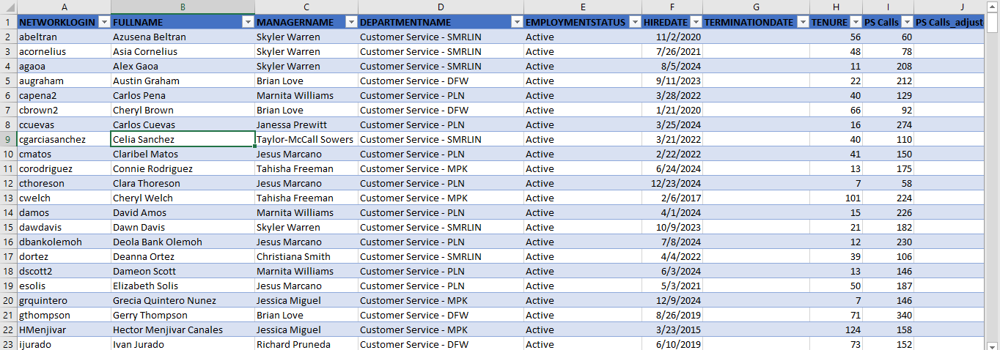 A B C D E F G H I J
1 NETWORKLOGIN FULLNAME MANAGERNAME DEPARTMENTNAME EMPLOYMENTSTATUS HIREDATE TERMINATIONDATE TENURE PS Calls PS Calls_adjust
2 abeltran Azusena Beltran Skyler Warren Customer Service - SMRLIN Active 11/2/2020 56 60
3 acornelius Asia Cornelius Skyler Warren Customer Service - SMRLIN Active 7/26/2021 48 78
4 agaoa Alex Gaoa Skyler Warren Customer Service - SMRLIN Active 8/5/2024 11 208
5 augraham Austin Graham Brian Love Customer Service - DFW Active 9/11/2023 22 212
6 capena2 Carlos Pena Marnita Williams Customer Service - PLN Active 3/28/2022 40 129
7 cbrown2 Cheryl Brown Brian Love Customer Service - DFW Active 1/21/2020 66 92
8 ccuevas Carlos Cuevas Janessa Prewitt Customer Service - PLN Active 3/25/2024 16 274
9 cgarciasanchez Celia Sanchez Taylor-McCall Sowers Customer Service - SMRLIN Active 3/21/2022 40 110
10 cmatos Claribel Matos Jesus Marcano Customer Service - PLN Active 2/22/2022 41 150
11 corodriguez Connie Rodriguez Tahisha Freeman Customer Service - MPK Active 6/24/2024 13 175
12 cthoreson Clara Thoreson Jesus Marcano Customer Service - PLN Active 12/23/2024 7 58
13 cwelch Cheryl Welch Tahisha Freeman Customer Service - MPK Active 2/6/2017 101 224
14 damos David Amos Marnita Williams Customer Service - PLN Active 4/1/2024 15 226
15 dawdavis Dawn Davis Skyler Warren Customer Service - SMRLIN Active 10/9/2023 21 182
16 dbankolemoh Deola Bank Olemoh Jesus Marcano Customer Service - PLN Active 7/8/2024 12 230
17 dortez Deanna Ortez Christiana Smith Customer Service - SMRLIN Active 4/4/2022 39 106
18 dscott2 Dameon Scott Marnita Williams Customer Service - PLN Active 6/3/2024 13 146
19 esolis Elizabeth Solis Jesus Marcano Customer Service - PLN Active 5/3/2021 50 187
20 grquintero Grecia Quintero Nunez Jessica Miguel Customer Service - MPK Active 12/9/2024 7 146
21 gthompson Gerry Thompson Brian Love Customer Service - DFW Active 8/26/2019 71 340
22 HMenjivar Hector Menjivar Canales Jessica Miguel Customer Service - MPK Active 3/23/2015 124 158
23 ijurado Ivan Jurado Richard Pruneda Customer Service - DFW Active 6/10/2019 73 152